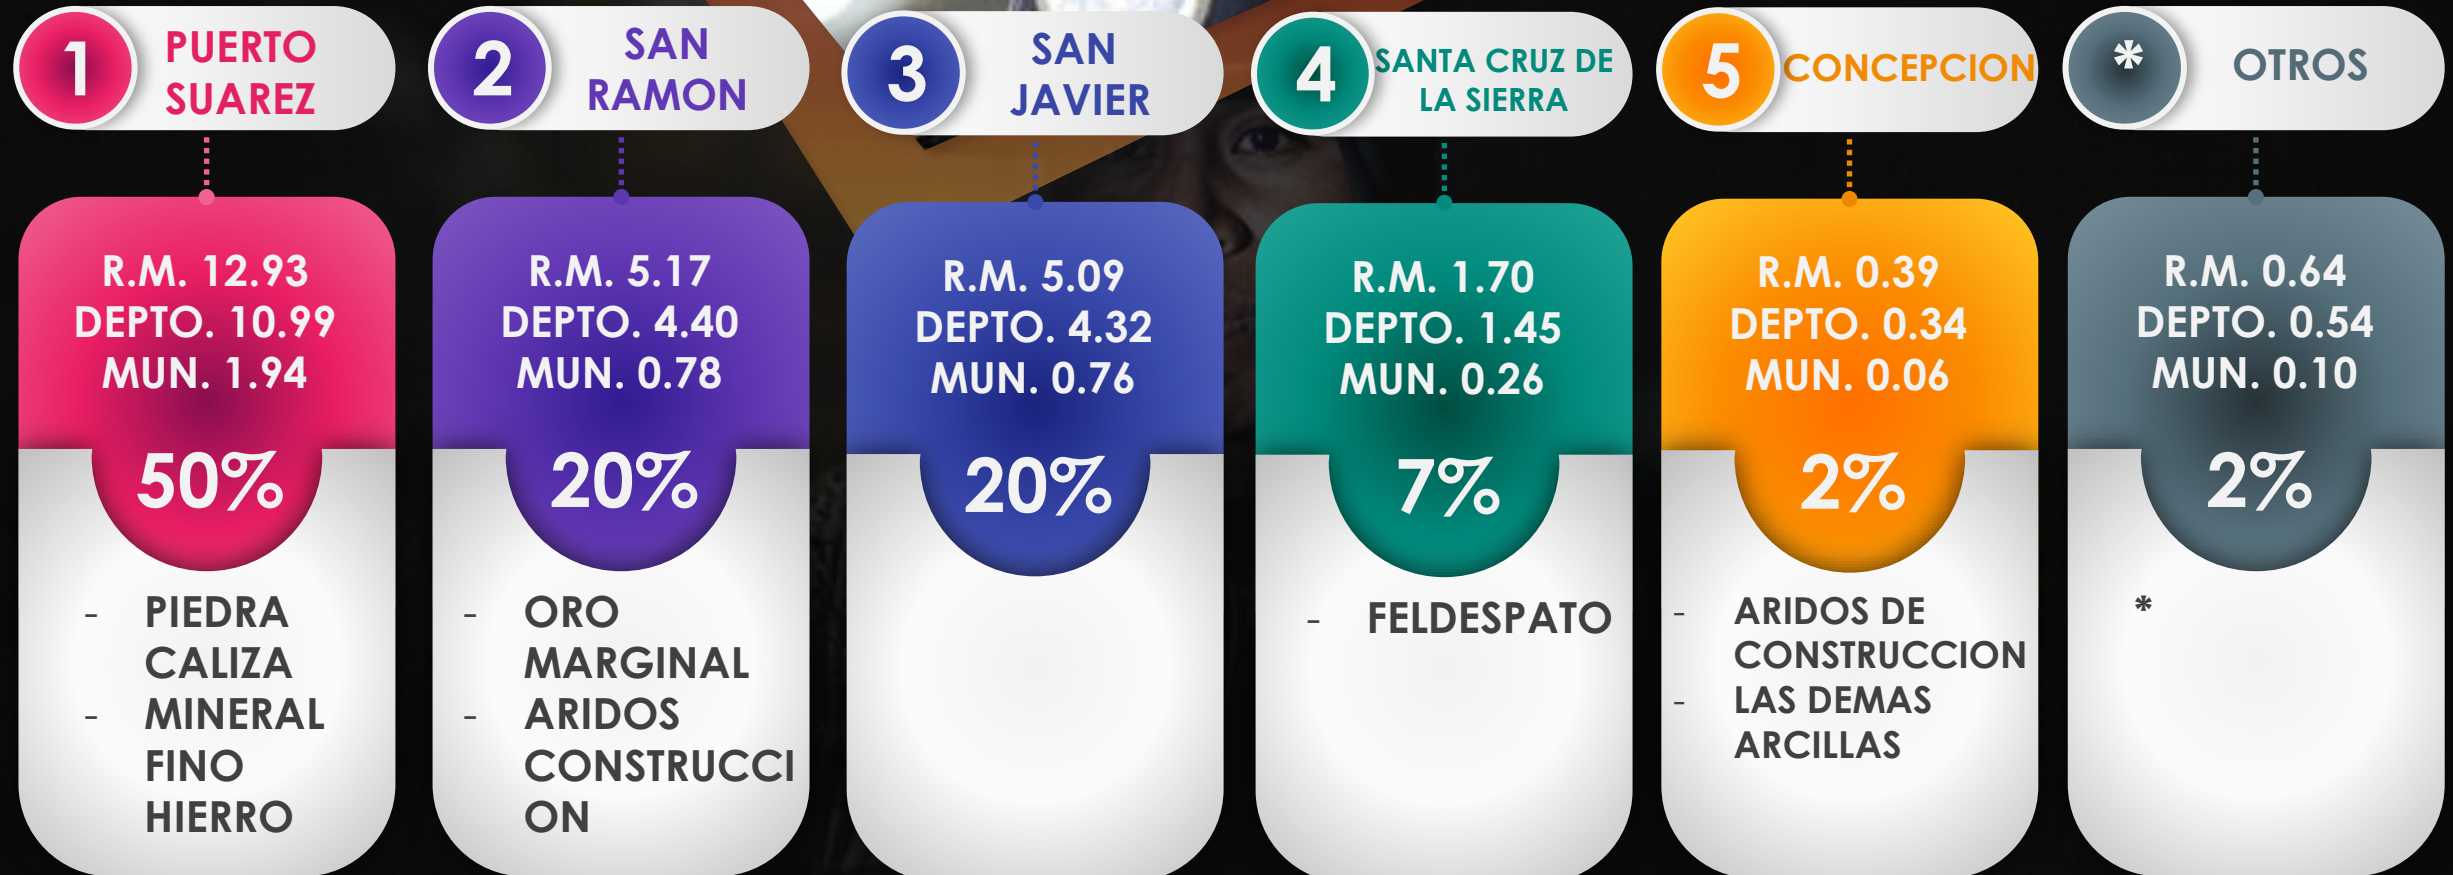 1
PUERTO
SUAREZ
R.M. 12.93
DEPTO. 10.99
MUN. 1.94
50%
- PIEDRA
CALIZA
- MINERAL
FINO
HIERRO
2
SAN
RAMON
R.M. 5.17
DEPTO. 4.40
MUN. 0.78
20%
- ORO
MARGINAL
- ARIDOS
CONSTRUCCI
ON
3
SAN
JAVIER
R.M. 5.09
DEPTO. 4.32
MUN. 0.76
20%
4
SANTA CRUZ DE
LA SIERRA
R.M. 1.70
DEPTO. 1.45
MUN. 0.26
7%
- FELDESPATO
5
CONCEPCION
R.M. 0.39
DEPTO. 0.34
MUN. 0.06
2%
- ARIDOS DE
CONSTRUCCION
- LAS DEMAS
ARCILLAS
*
OTROS
R.M. 0.64
DEPTO. 0.54
MUN. 0.10
2%
*